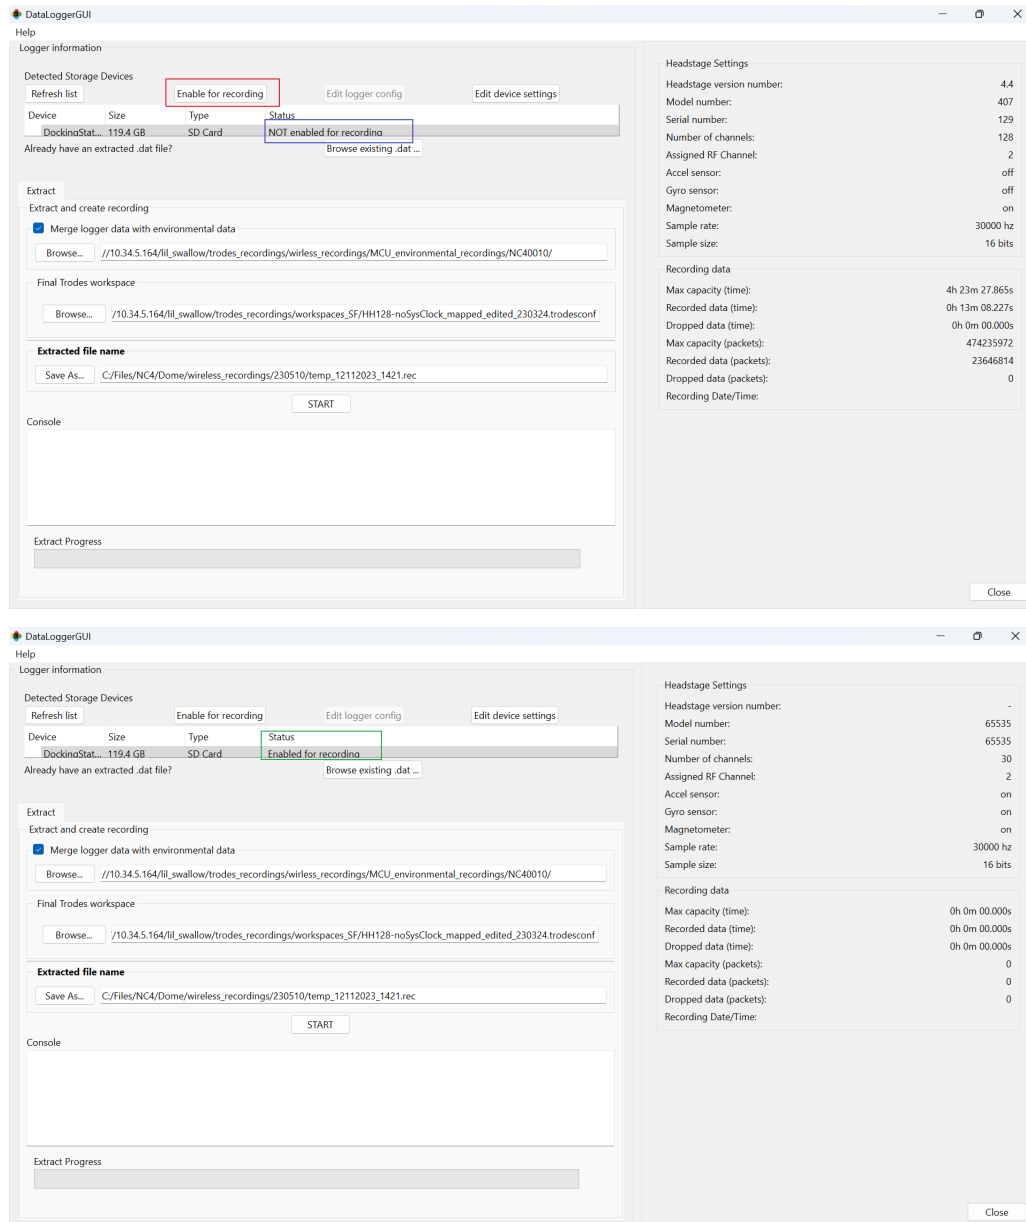 DataLoggerGUI
Help
Logger information
Detected Storage Devices
Refresh list Enable for recording Edit logger config Edit device settings
Device Size Type Status
DockingStat... 119.4 GB SD Card NOT enabled for recording
Already have an extracted .dat file? Browse existing .dat ...
Extract
Extract and create recording
Merge logger data with environmental data
Browse... //10.34.5.164/lil_swallow/trodes_recordings/wirless_recordings/MCU_environmental_recordings/NC40010/
Final Trodes workspace
Browse... /10.34.5.164/lil_swallow/trodes_recordings/workspaces_SF/HH128-noSysClock_mapped_edited_230324.trodesconf
Extracted file name
Save As... C:/Files/NC4/Dome/wireless_recordings/230510/temp_12112023_1421.rec
START
Console
Extract Progress
Headstage Settings
Headstage version number: 4.4
Model number: 407
Serial number: 129
Number of channels: 128
Assigned RF Channel: 2
Accel sensor: off
Gyro sensor: off
Magnetometer: on
Sample rate: 30000 hz
Sample size: 16 bits
Recording data
Max capacity (time): 4h 23m 27.865s
Recorded data (time): 0h 13m 08.227s
Dropped data (time): 0h 0m 00.000s
Max capacity (packets): 474235972
Recorded data (packets): 23646814
Dropped data (packets): 0
Recording Date/Time:
Close
DataLoggerGUI
Help
Logger information
Detected Storage Devices
Refresh list Enable for recording Edit logger config Edit device settings
Device Size Type Status
DockingStat... 119.4 GB SD Card Enabled for recording
Already have an extracted .dat file? Browse existing .dat ...
Extract
Extract and create recording
Merge logger data with environmental data
Browse... //10.34.5.164/lil_swallow/trodes_recordings/wirless_recordings/MCU_environmental_recordings/NC40010/
Final Trodes workspace
Browse... /10.34.5.164/lil_swallow/trodes_recordings/workspaces_SF/HH128-noSysClock_mapped_edited_230324.trodesconf
Extracted file name
Save As... C:/Files/NC4/Dome/wireless_recordings/230510/temp_12112023_1421.rec
START
Console
Extract Progress
Headstage Settings
Headstage version number: -
Model number: 65535
Serial number: 65535
Number of channels: 30
Assigned RF Channel: 2
Accel sensor: on
Gyro sensor: on
Magnetometer: on
Sample rate: 30000 hz
Sample size: 16 bits
Recording data
Max capacity (time): 0h 0m 00.000s
Recorded data (time): 0h 0m 00.000s
Dropped data (time): 0h 0m 00.000s
Max capacity (packets): 0
Recorded data (packets): 0
Dropped data (packets): 0
Recording Date/Time:
Close